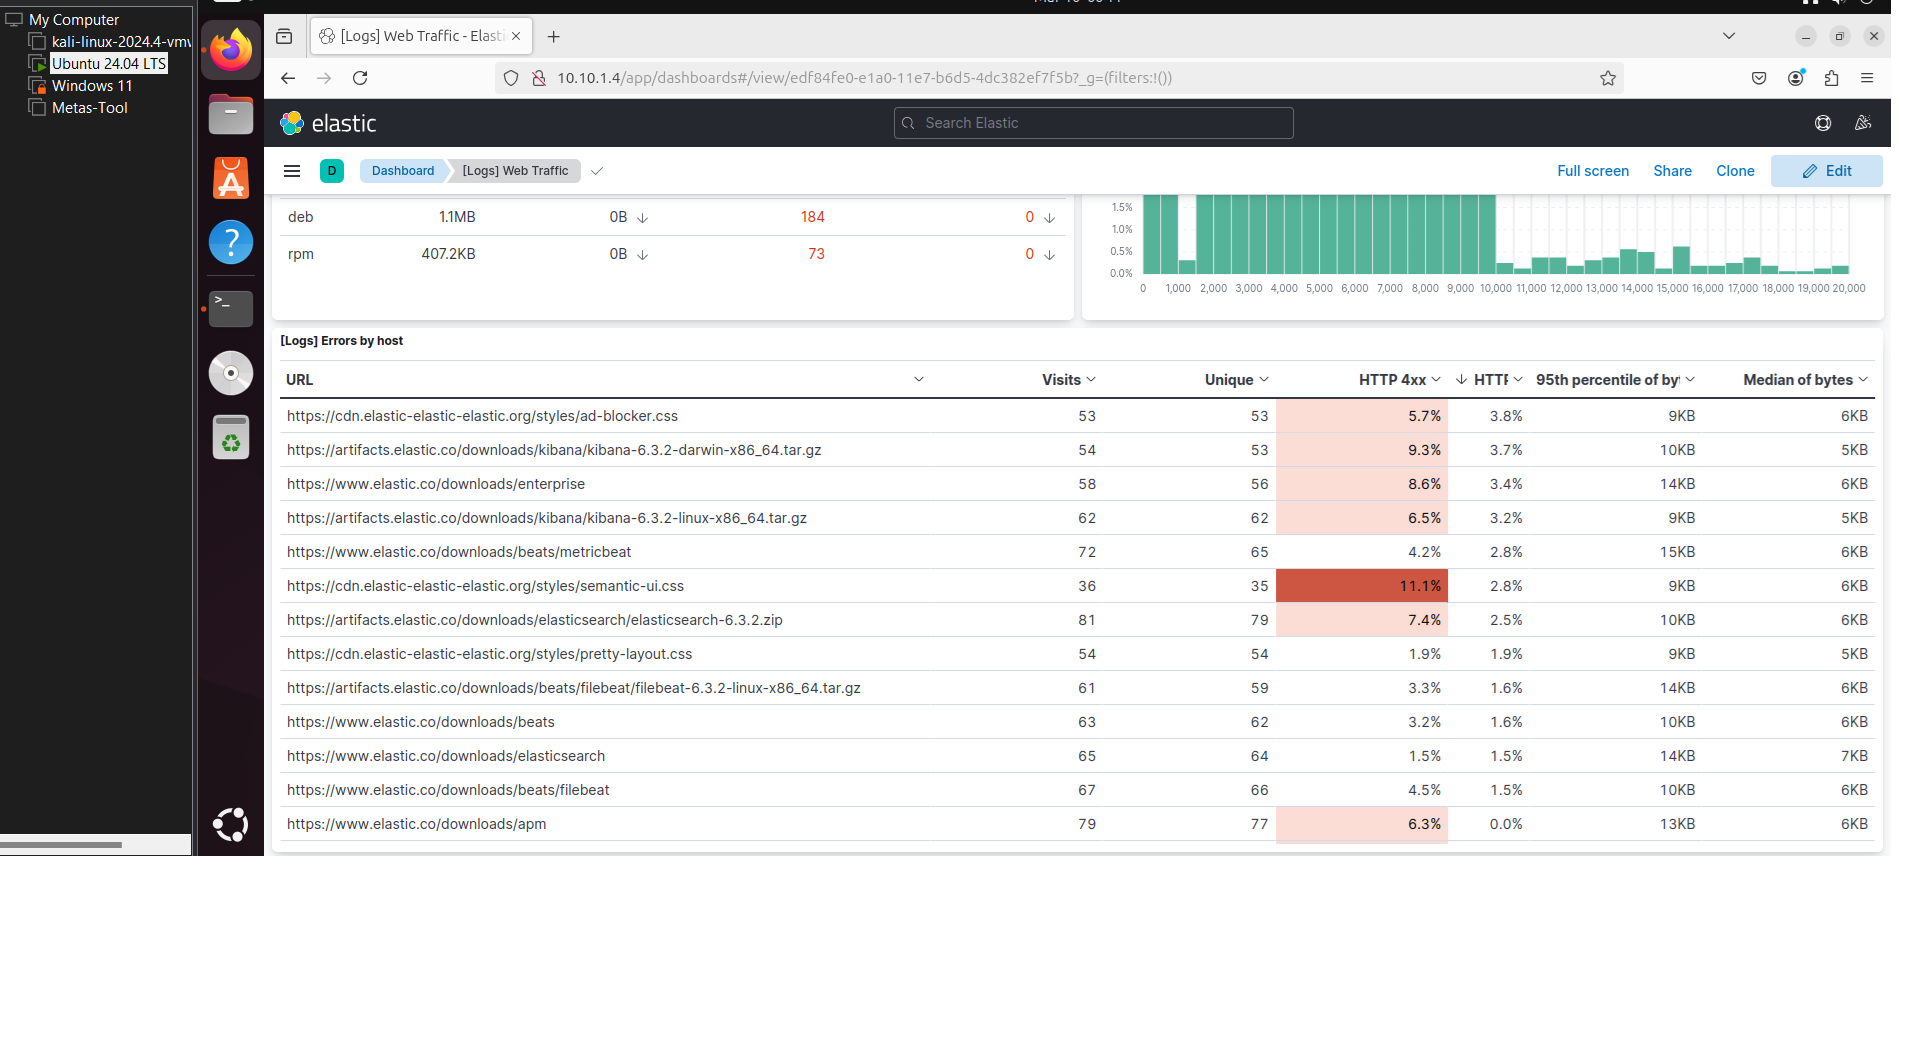 My Computer
kali-linux-2024.4-vmw
Ubuntu 24.04 LTS
Windows 11
Metas-Tool
[Logs] Web Traffic - Elasti
10.10.1.4/app/dashboards#/view/edf84fe0-e1a0-11e7-b6d5-4dc382ef7f5b?_g=(filters:!())
elastic
Search Elastic
D
Dashboard
[Logs] Web Traffic
Full screen
Share
Clone
Edit
deb 1.1MB 0B 184 0
rpm 407.2KB 0B 73 0
1.5%
1.0%
0.5%
0.0%
0 1,000 2,000 3,000 4,000 5,000 6,000 7,000 8,000 9,000 10,000 11,000 12,000 13,000 14,000 15,000 16,000 17,000 18,000 19,000 20,000
[Logs] Errors by host
URL Visits Unique HTTP 4xx HTTP 95th percentile of by Median of bytes
https://cdn.elastic-elastic-elastic.org/styles/ad-blocker.css 53 53 5.7% 3.8% 9KB 6KB
https://artifacts.elastic.co/downloads/kibana/kibana-6.3.2-darwin-x86_64.tar.gz 54 53 9.3% 3.7% 10KB 5KB
https://www.elastic.co/downloads/enterprise 58 56 8.6% 3.4% 14KB 6KB
https://artifacts.elastic.co/downloads/kibana/kibana-6.3.2-linux-x86_64.tar.gz 62 62 6.5% 3.2% 9KB 5KB
https://www.elastic.co/downloads/beats/metricbeat 72 65 4.2% 2.8% 15KB 6KB
https://cdn.elastic-elastic-elastic.org/styles/semantic-ui.css 36 35 11.1% 2.8% 9KB 6KB
https://artifacts.elastic.co/downloads/elasticsearch/elasticsearch-6.3.2.zip 81 79 7.4% 2.5% 10KB 6KB
https://cdn.elastic-elastic-elastic.org/styles/pretty-layout.css 54 54 1.9% 1.9% 9KB 5KB
https://artifacts.elastic.co/downloads/beats/filebeat/filebeat-6.3.2-linux-x86_64.tar.gz 61 59 3.3% 1.6% 14KB 6KB
https://www.elastic.co/downloads/beats 63 62 3.2% 1.6% 10KB 6KB
https://www.elastic.co/downloads/elasticsearch 65 64 1.5% 1.5% 14KB 7KB
https://www.elastic.co/downloads/beats/filebeat 67 66 4.5% 1.5% 10KB 6KB
https://www.elastic.co/downloads/apm 79 77 6.3% 0.0% 13KB 6KB